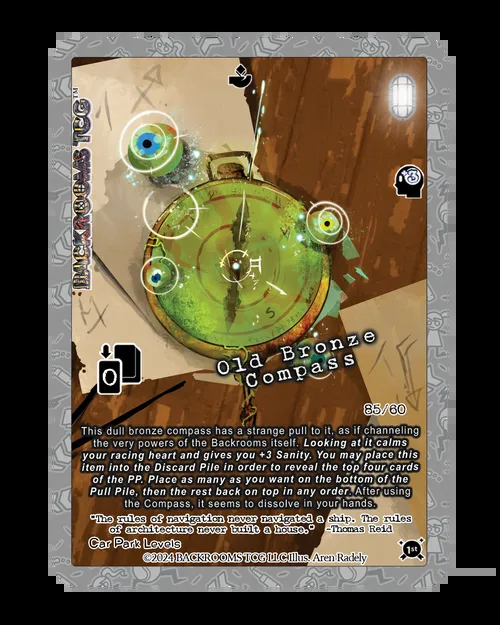 BACKROOMS TCG™
3
Old Bronze
Compass
0
85/60
This dull bronze compass has a strange pull to it, as if channeling
the very powers of the Backrooms itself. Looking at it calms
your racing heart and gives you +3 Sanity. You may place this
item into the Discard Pile in order to reveal the top four cards
of the PP. Place as many as you want on the bottom of the
Pull Pile, then the rest back on top in any order. After using
the Compass, it seems to dissolve in your hands.
"The rules of navigation never navigated a ship. The rules
of architecture never built a house." -Thomas Reid
Car Park Levels
1st
©2024 BACKROOMS TCG LLC Illus. Aren Radely